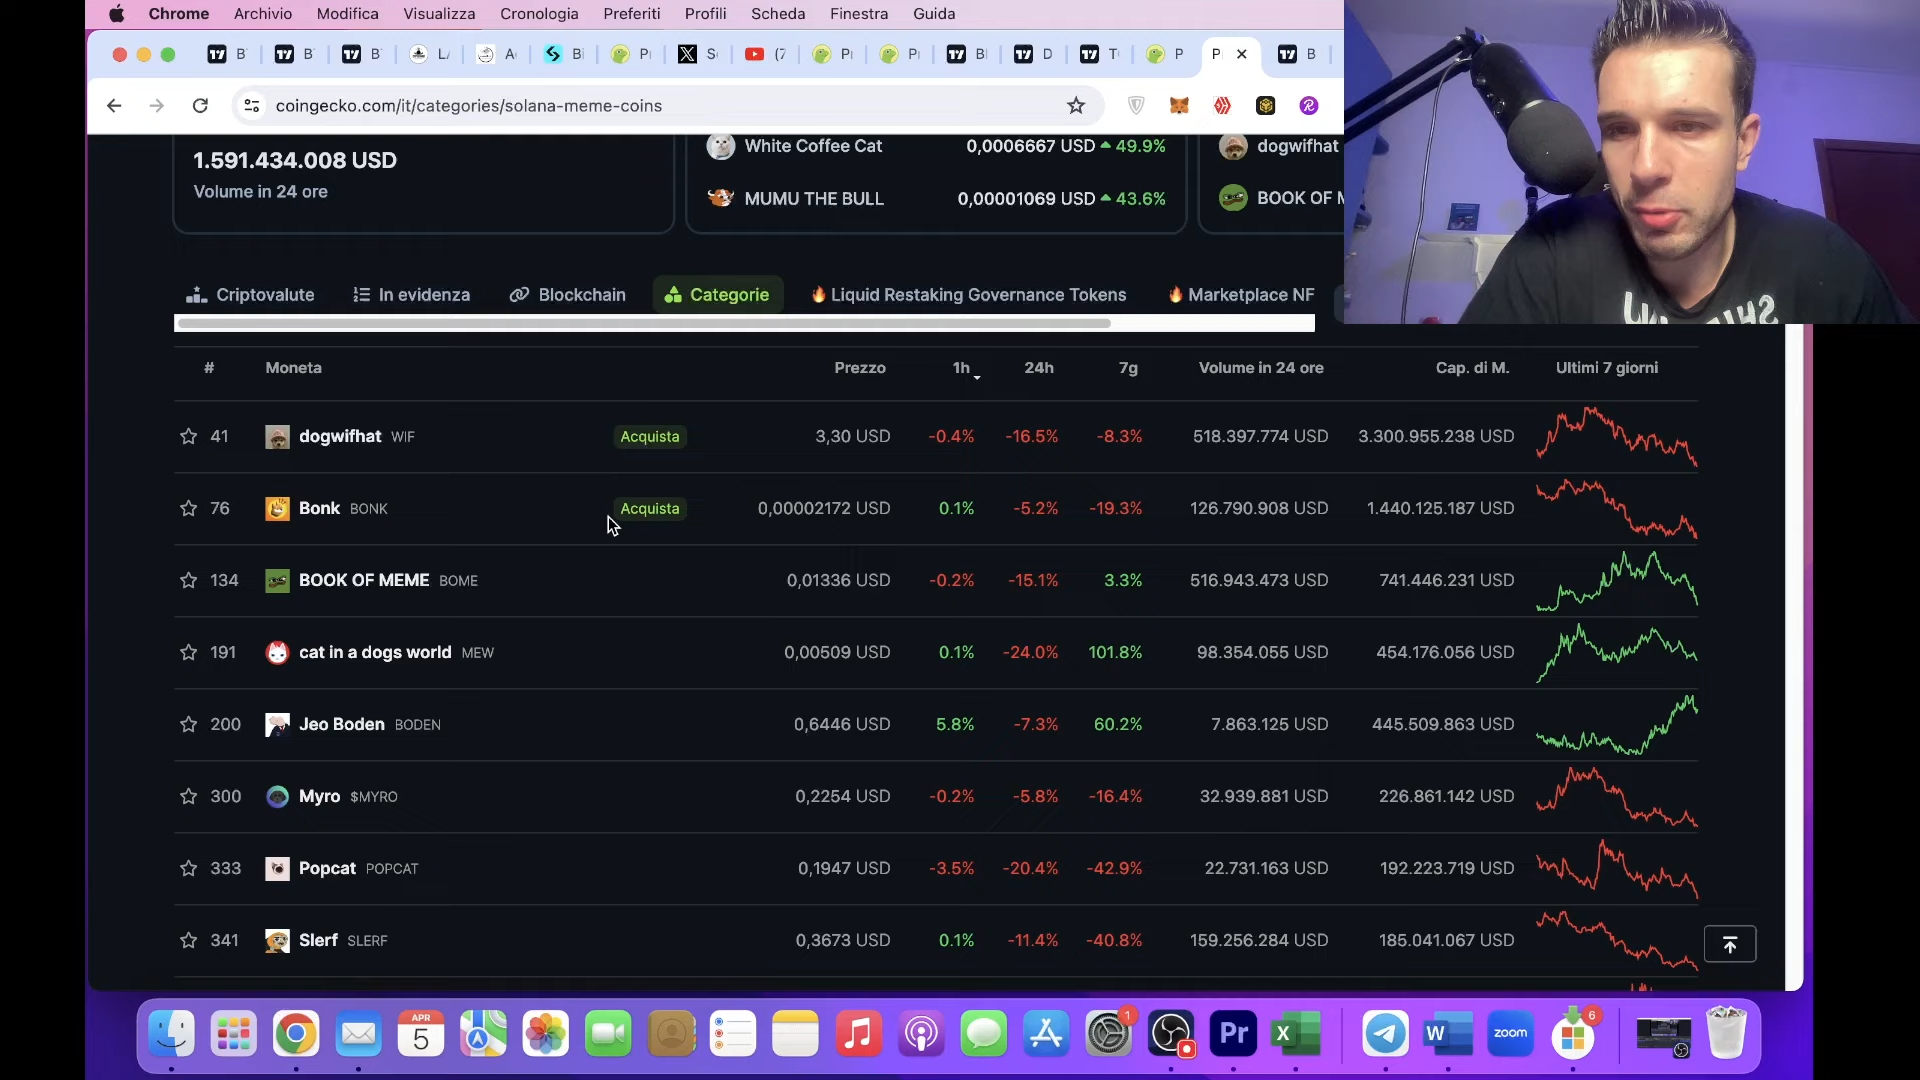 Chrome Archivio Modifica Visualizza Cronologia Preferiti Profili Scheda Finestra Guida
B B B L A B P S (7 P P B D T P P B
coingecko.com/it/categories/solana-meme-coins
1.591.434.008 USD
Volume in 24 ore
White Coffee Cat 0,0006667 USD 49.9%
MUMU THE BULL 0,00001069 USD 43.6%
dogwifhat
BOOK OF M
Criptovalute In evidenza Blockchain Categorie Liquid Restaking Governance Tokens Marketplace NF
# Moneta Prezzo 1h 24h 7g Volume in 24 ore Cap. di M. Ultimi 7 giorni
41 dogwifhat WIF Acquista 3,30 USD -0.4% -16.5% -8.3% 518.397.774 USD 3.300.955.238 USD
76 Bonk BONK Acquista 0,00002172 USD 0.1% -5.2% -19.3% 126.790.908 USD 1.440.125.187 USD
134 BOOK OF MEME BOME 0,01336 USD -0.2% -15.1% 3.3% 516.943.473 USD 741.446.231 USD
191 cat in a dogs world MEW 0,00509 USD 0.1% -24.0% 101.8% 98.354.055 USD 454.176.056 USD
200 Jeo Boden BODEN 0,6446 USD 5.8% -7.3% 60.2% 7.863.125 USD 445.509.863 USD
300 Myro $MYRO 0,2254 USD -0.2% -5.8% -16.4% 32.939.881 USD 226.861.142 USD
333 Popcat POPCAT 0,1947 USD -3.5% -20.4% -42.9% 22.731.163 USD 192.223.719 USD
341 Slerf SLERF 0,3673 USD 0.1% -11.4% -40.8% 159.256.284 USD 185.041.067 USD
APR
5
1
Pr
X
W
zoom
6